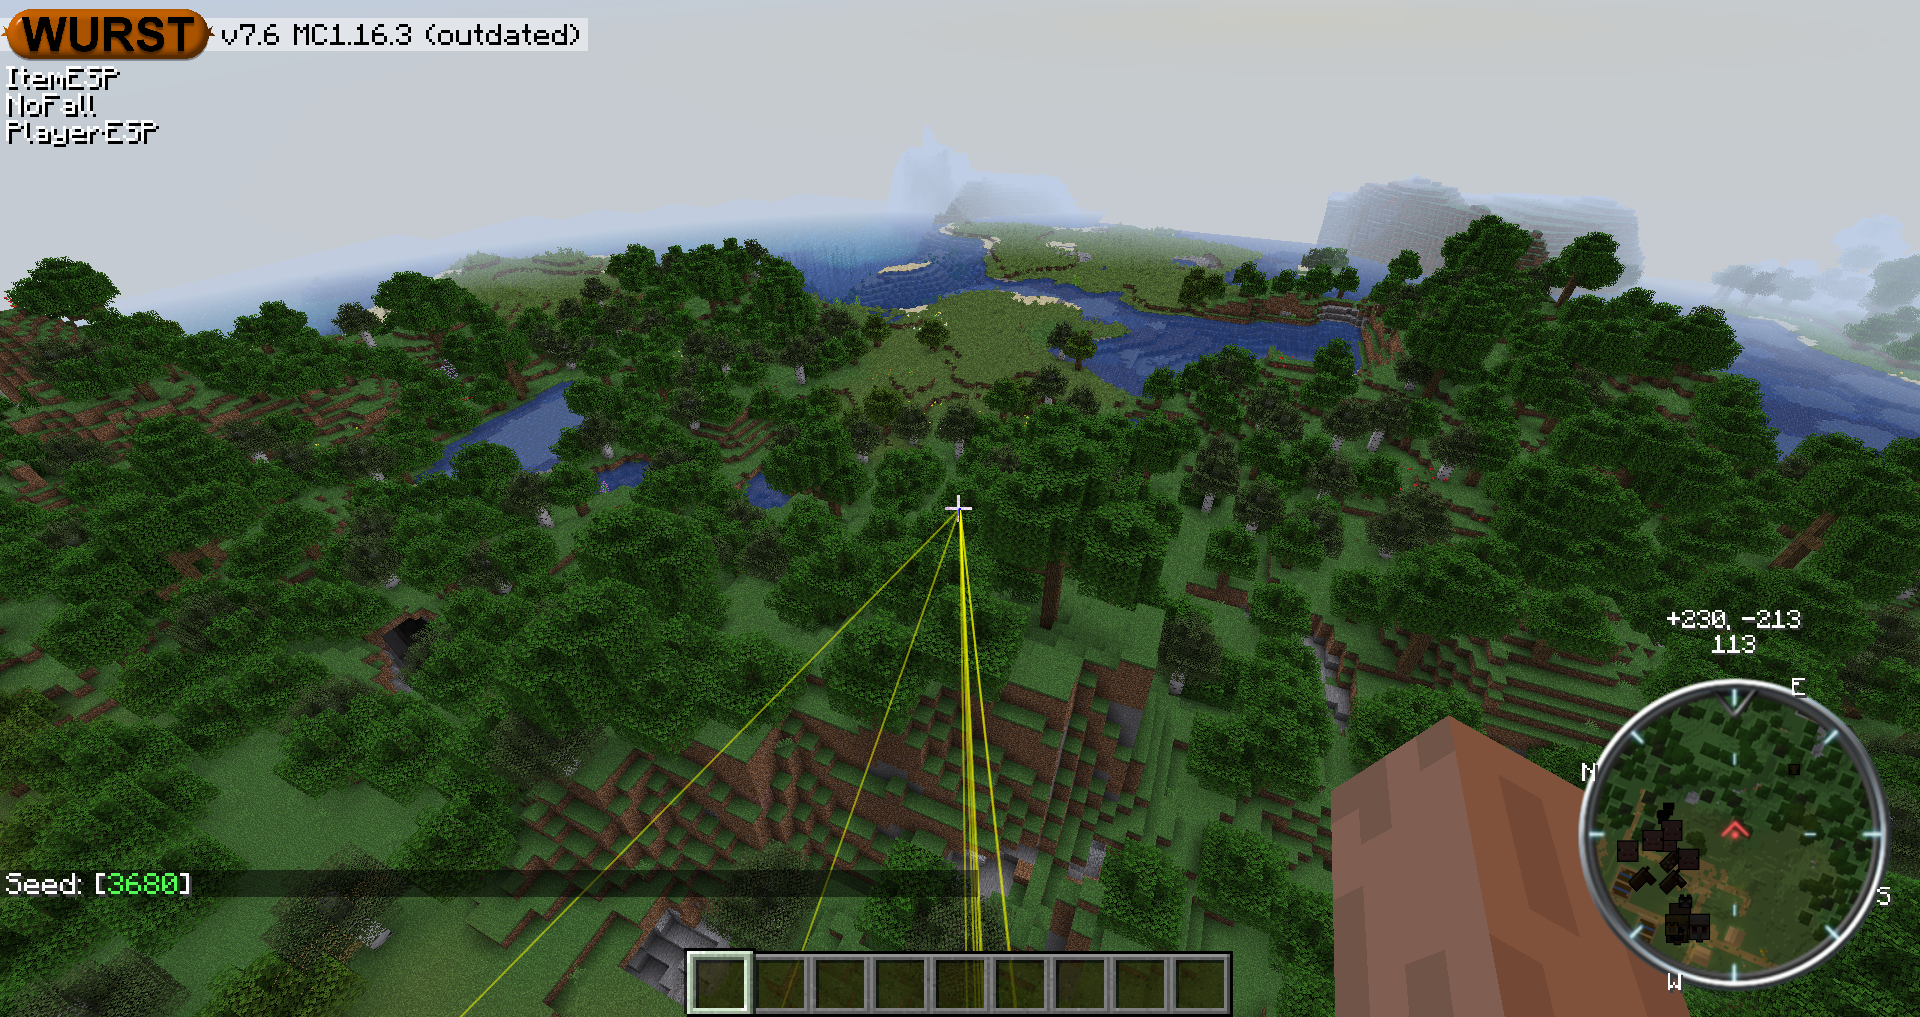 WURST v7.6 MC1.16.3 (outdated)
ItemESP
NoFall
PlayerESP
+230, -213
113
E
N
S
W
Seed: [3680]